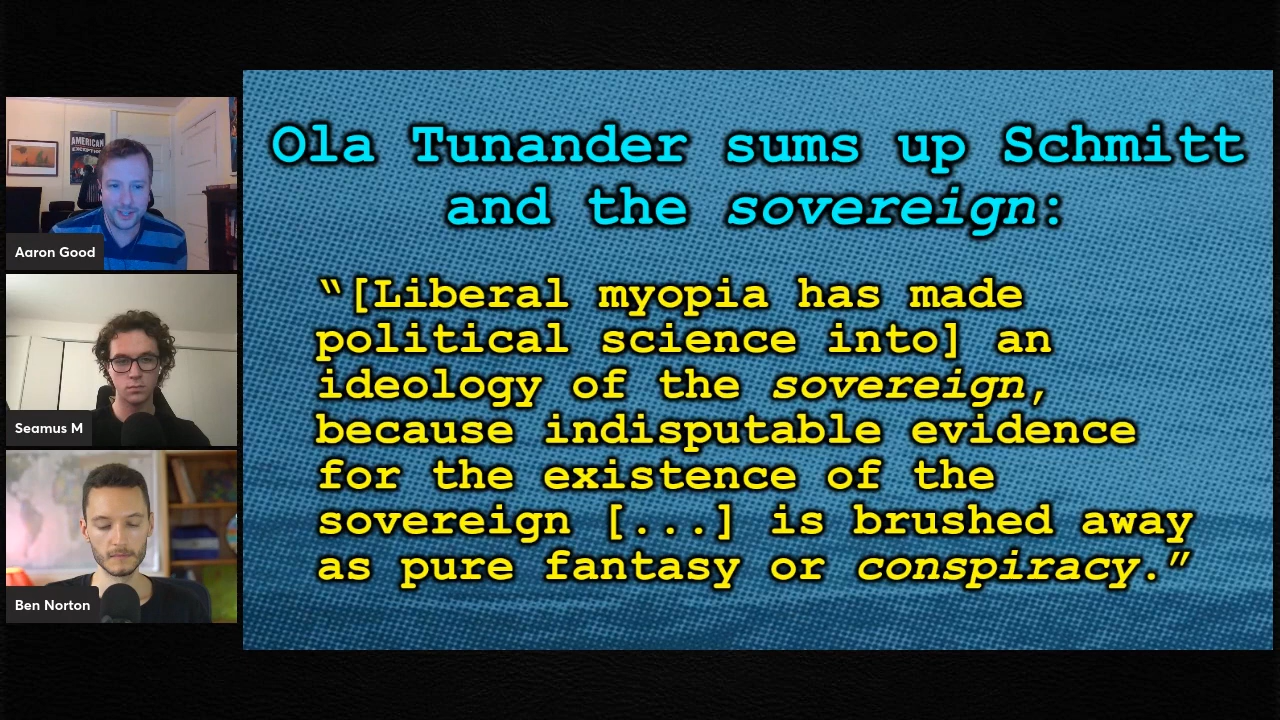 AMERICAN
Aaron Good
Seamus M
Ben Norton
Ola Tunander sums up Schmitt
and the sovereign:
“[Liberal myopia has made
political science into] an
ideology of the sovereign,
because indisputable evidence
for the existence of the
sovereign [...] is brushed away
as pure fantasy or conspiracy.”